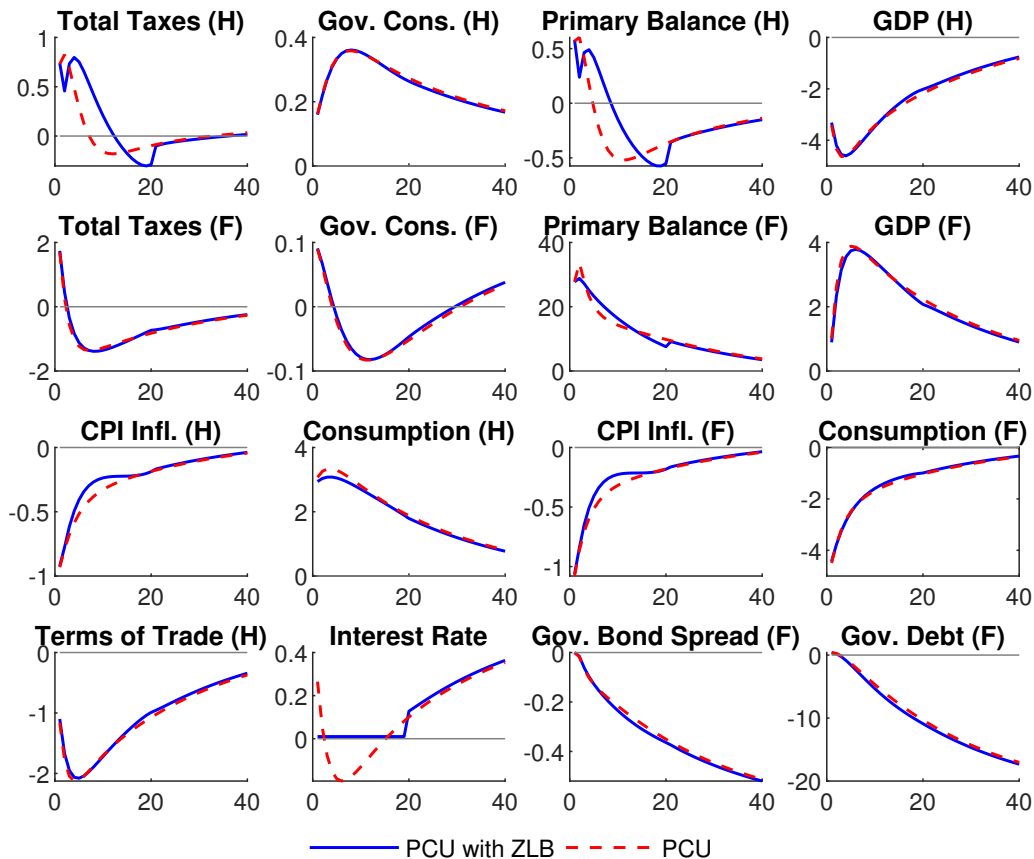 Total Taxes (H) Gov. Cons. (H) Primary Balance (H) GDP (H)
1 0.5 0 0 20 40
0.4 0.2 0 0 20 40
0.5 0 -0.5 0 20 40
0 -2 -4 0 20 40
Total Taxes (F) Gov. Cons. (F) Primary Balance (F) GDP (F)
2 0 -2 0 20 40
0.1 0 -0.1 0 20 40
40 20 0 0 20 40
4 2 0 0 20 40
CPI Infl. (H) Consumption (H) CPI Infl. (F) Consumption (F)
0 -0.5 -1 0 20 40
4 2 0 0 20 40
0 -0.5 -1 0 20 40
0 -2 -4 0 20 40
Terms of Trade (H) Interest Rate Gov. Bond Spread (F) Gov. Debt (F)
0 -1 -2 0 20 40
0.4 0.2 0 0 20 40
0 -0.2 -0.4 0 20 40
0 -10 -20 0 20 40
PCU with ZLB PCU